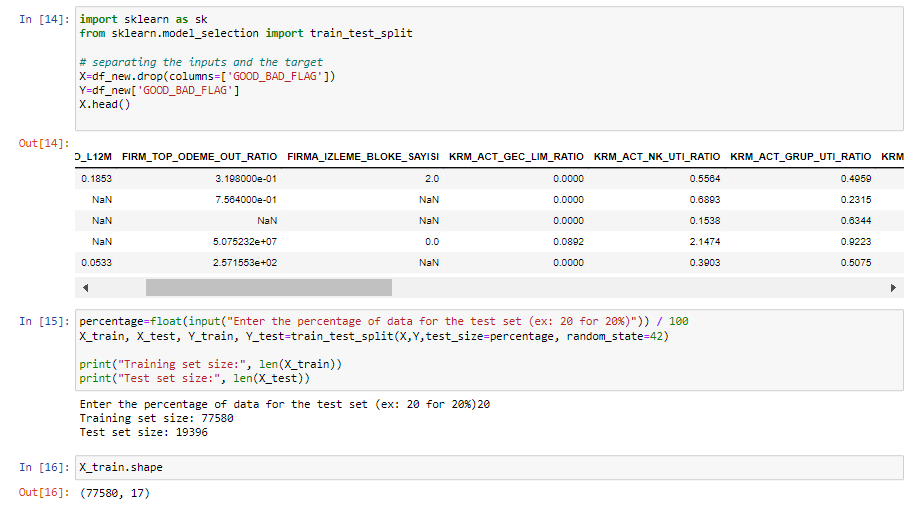 In [14]: import sklearn as sk
from sklearn.model_selection import train_test_split
# separating the inputs and the target
X=df_new.drop(columns=['GOOD_BAD_FLAG'])
Y=df_new['GOOD_BAD_FLAG']
X.head()
Out[14]:
O_L12M FIRM_TOP_ODEME_OUT_RATIO FIRMA_IZLEME_BLOKE_SAYISI KRM_ACT_GEC_LIM_RATIO KRM_ACT_NK_UTI_RATIO KRM_ACT_GRUP_UTI_RATIO KRM
0.1853 3.198000e-01 2.0 0.0000 0.5564 0.4959
NaN 7.564000e-01 NaN 0.0000 0.6893 0.2315
NaN NaN NaN 0.0000 0.1538 0.6344
NaN 5.075232e+07 0.0 0.0892 2.1474 0.9223
0.0533 2.571553e+02 NaN 0.0000 0.3903 0.5075
In [15]: percentage=float(input("Enter the percentage of data for the test set (ex: 20 for 20%)")) / 100
X_train, X_test, Y_train, Y_test=train_test_split(X,Y,test_size=percentage, random_state=42)
print("Training set size:", len(X_train))
print("Test set size:", len(X_test))
Enter the percentage of data for the test set (ex: 20 for 20%)20
Training set size: 77580
Test set size: 19396
In [16]: X_train.shape
Out[16]: (77580, 17)